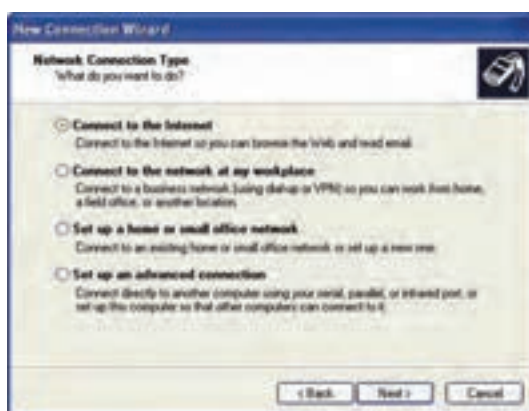 New Connection Wizard
Network Connection Type
What do you want to do?
Connect to the Internet
Connect to the Internet so you can browse the Web and read email.
Connect to the network at my workplace
Connect to a business network (using dial-up or VPN) so you can work from home,
a field office, or another location.
Set up a home or small office network
Connect to an existing home or small office network or set up a new one.
Set up an advanced connection
Connect directly to another computer using your serial, parallel, or infrared port, or
set up this computer so that other computers can connect to it.
< Back
Next >
Cancel